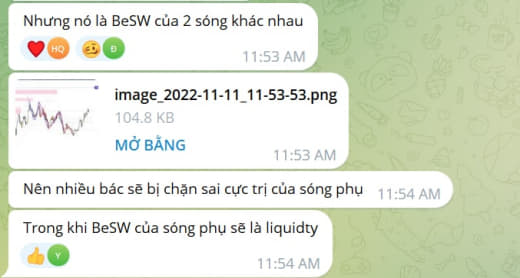 Nhưng nó là BeSW của 2 sóng khác nhau
HQ
Đ
11:53 AM
image_2022-11-11_11-53-53.png
104.8 KB
MỞ BẰNG
11:53 AM
Nên nhiều bác sẽ bị chặn sai cực trị của sóng phụ
11:54 AM
Trong khi BeSW của sóng phụ sẽ là liquidty
Y
11:54 AM